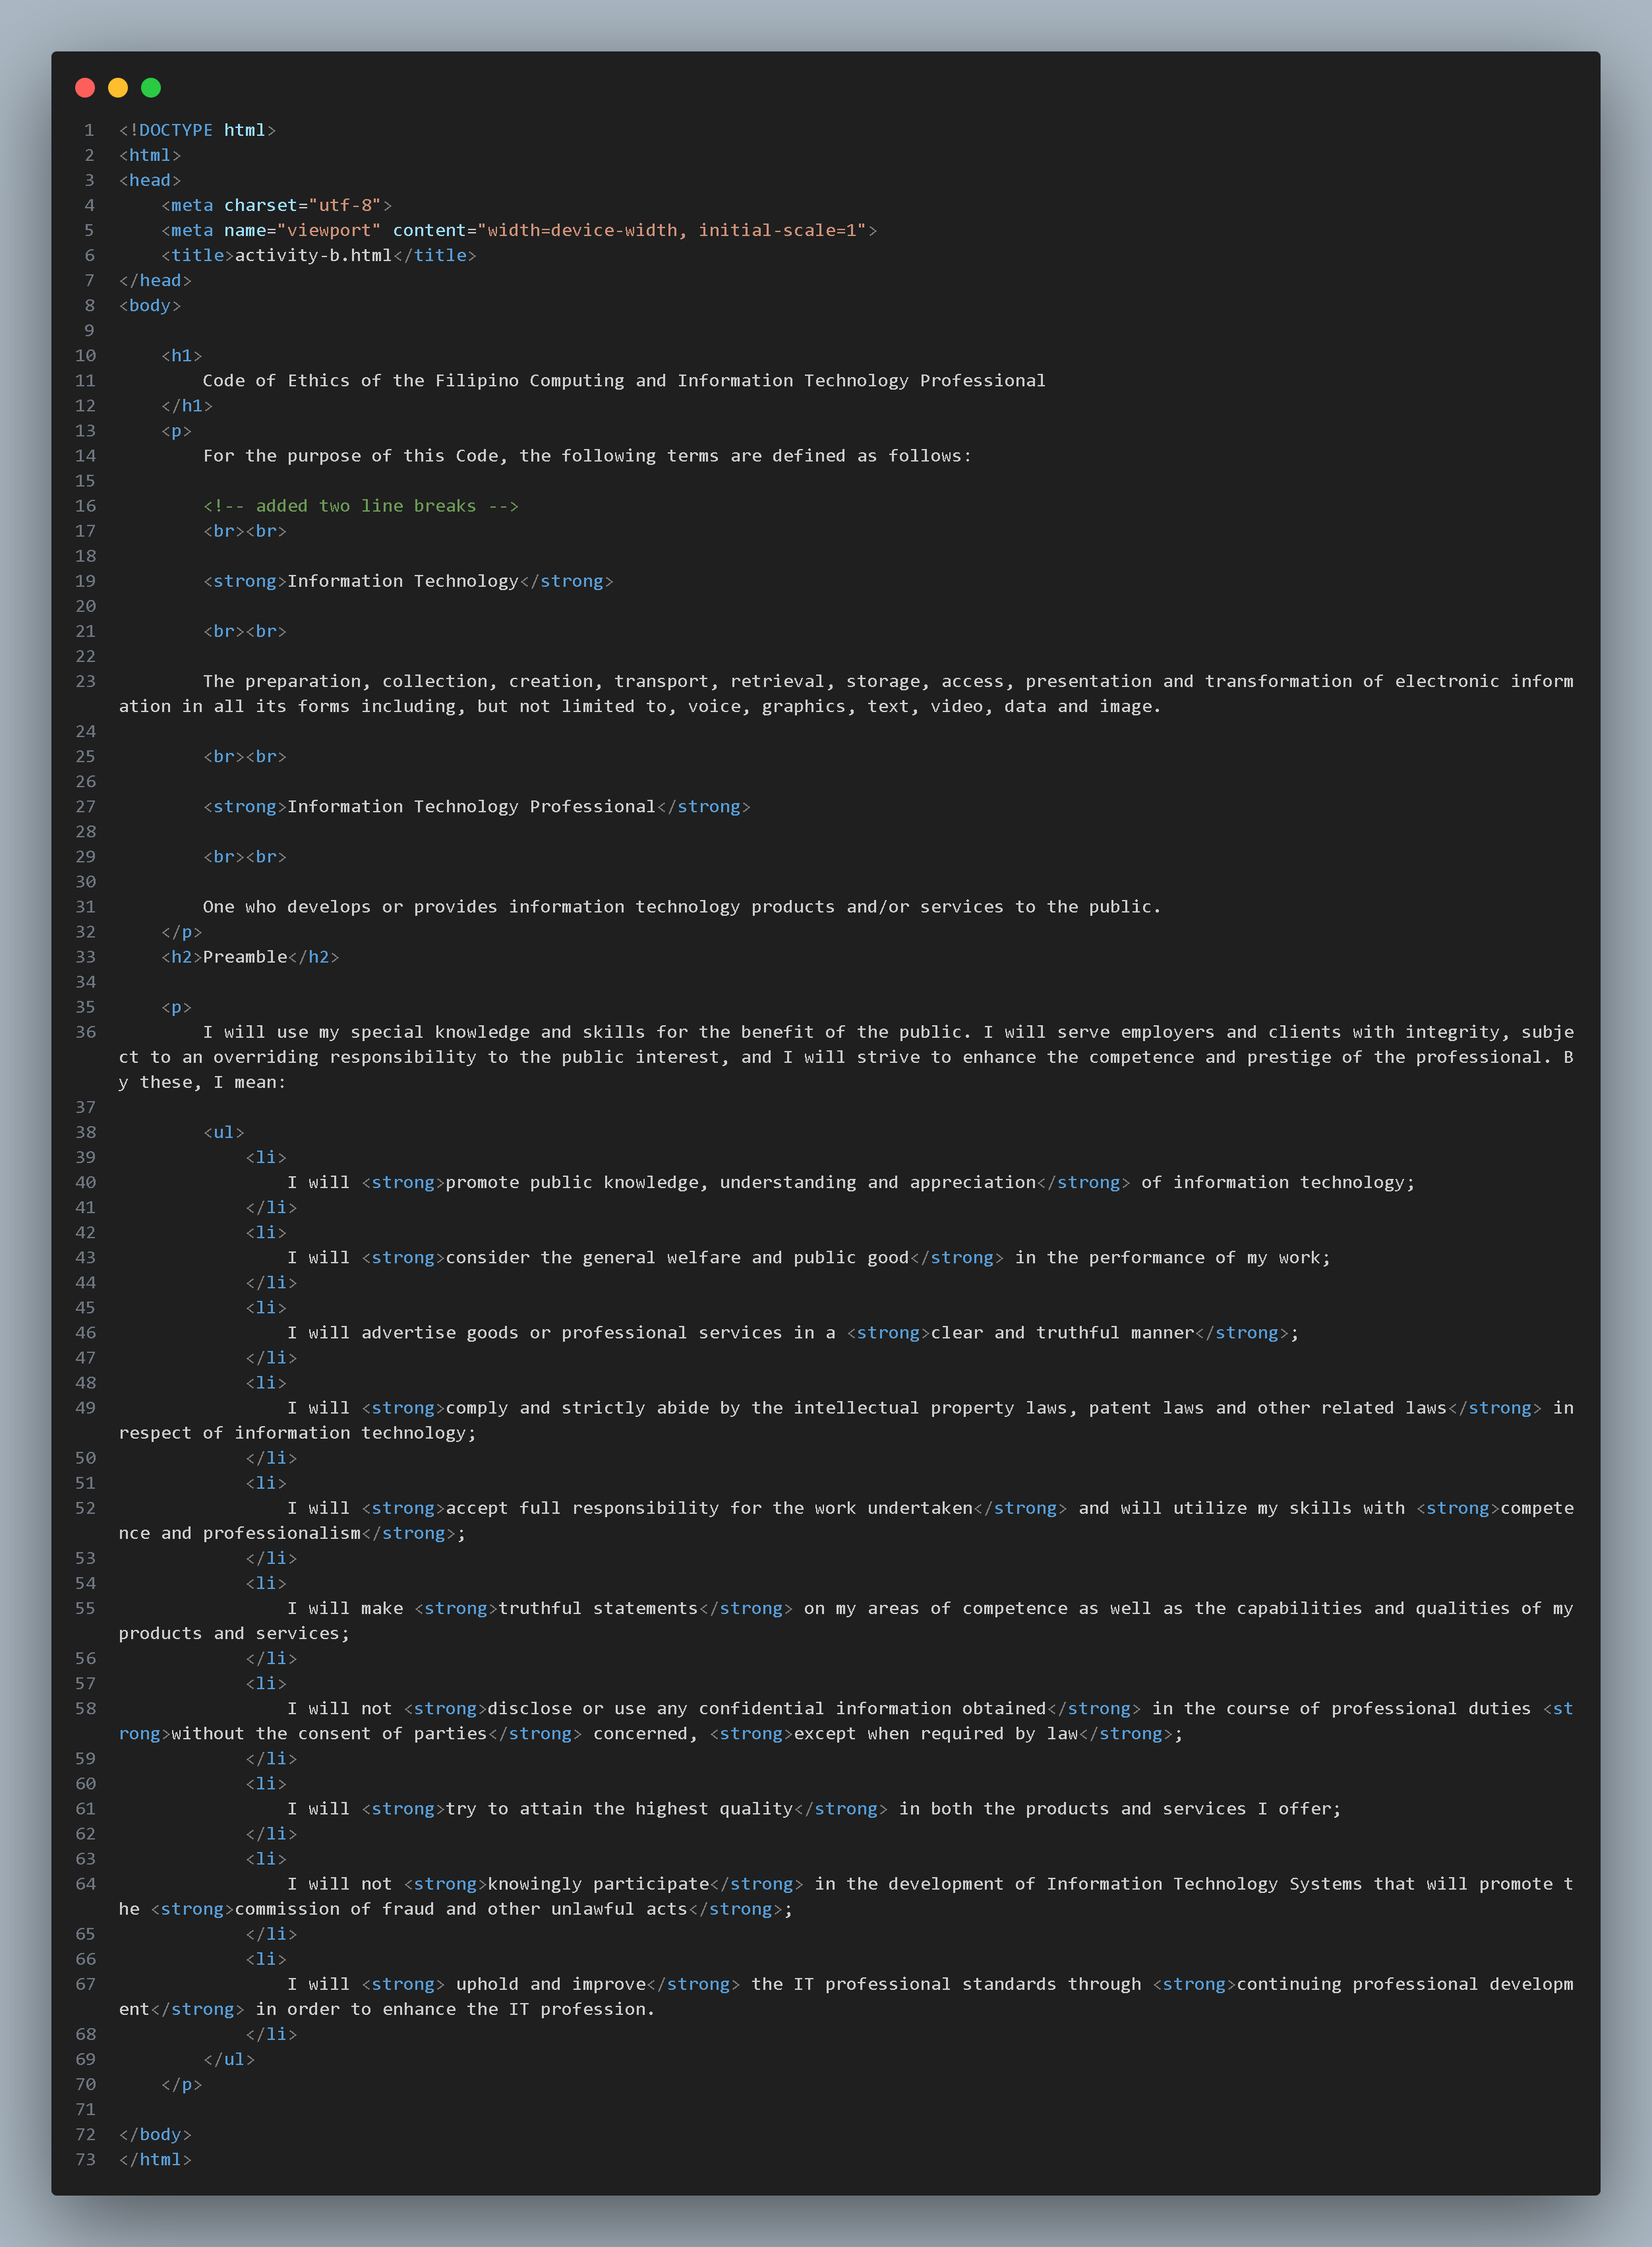 1 <!DOCTYPE html>
2 <html>
3 <head>
4     <meta charset="utf-8">
5     <meta name="viewport" content="width=device-width, initial-scale=1">
6     <title>activity-b.html</title>
7 </head>
8 <body>
9
10     <h1>
11         Code of Ethics of the Filipino Computing and Information Technology Professional
12     </h1>
13     <p>
14         For the purpose of this Code, the following terms are defined as follows:
15
16         <!-- added two line breaks -->
17         <br><br>
18
19         <strong>Information Technology</strong>
20
21         <br><br>
22
23         The preparation, collection, creation, transport, retrieval, storage, access, presentation and transformation of electronic inform
ation in all its forms including, but not limited to, voice, graphics, text, video, data and image.
24
25         <br><br>
26
27         <strong>Information Technology Professional</strong>
28
29         <br><br>
30
31         One who develops or provides information technology products and/or services to the public.
32     </p>
33     <h2>Preamble</h2>
34
35     <p>
36         I will use my special knowledge and skills for the benefit of the public. I will serve employers and clients with integrity, subje
ct to an overriding responsibility to the public interest, and I will strive to enhance the competence and prestige of the professional. B
y these, I mean:
37
38         <ul>
39             <li>
40                 I will <strong>promote public knowledge, understanding and appreciation</strong> of information technology;
41             </li>
42             <li>
43                 I will <strong>consider the general welfare and public good</strong> in the performance of my work;
44             </li>
45             <li>
46                 I will advertise goods or professional services in a <strong>clear and truthful manner</strong>;
47             </li>
48             <li>
49                 I will <strong>comply and strictly abide by the intellectual property laws, patent laws and other related laws</strong> in
respect of information technology;
50             </li>
51             <li>
52                 I will <strong>accept full responsibility for the work undertaken</strong> and will utilize my skills with <strong>compete
nce and professionalism</strong>;
53             </li>
54             <li>
55                 I will make <strong>truthful statements</strong> on my areas of competence as well as the capabilities and qualities of my
products and services;
56             </li>
57             <li>
58                 I will not <strong>disclose or use any confidential information obtained</strong> in the course of professional duties <st
rong>without the consent of parties</strong> concerned, <strong>except when required by law</strong>;
59             </li>
60             <li>
61                 I will <strong>try to attain the highest quality</strong> in both the products and services I offer;
62             </li>
63             <li>
64                 I will not <strong>knowingly participate</strong> in the development of Information Technology Systems that will promote t
he <strong>commission of fraud and other unlawful acts</strong>;
65             </li>
66             <li>
67                 I will <strong> uphold and improve</strong> the IT professional standards through <strong>continuing professional developm
ent</strong> in order to enhance the IT profession.
68             </li>
69         </ul>
70     </p>
71
72 </body>
73 </html>